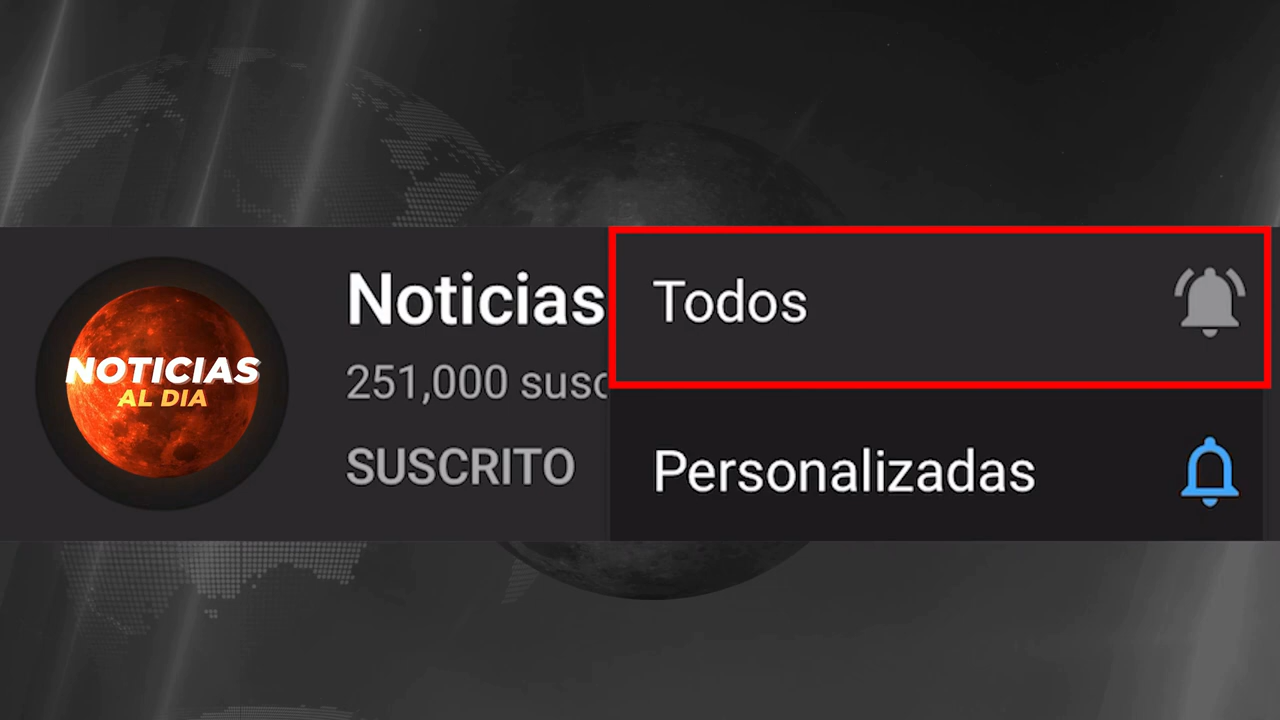 NOTICIAS
AL DIA
Noticias
251,000 susc
SUSCRITO
Todos
Personalizadas